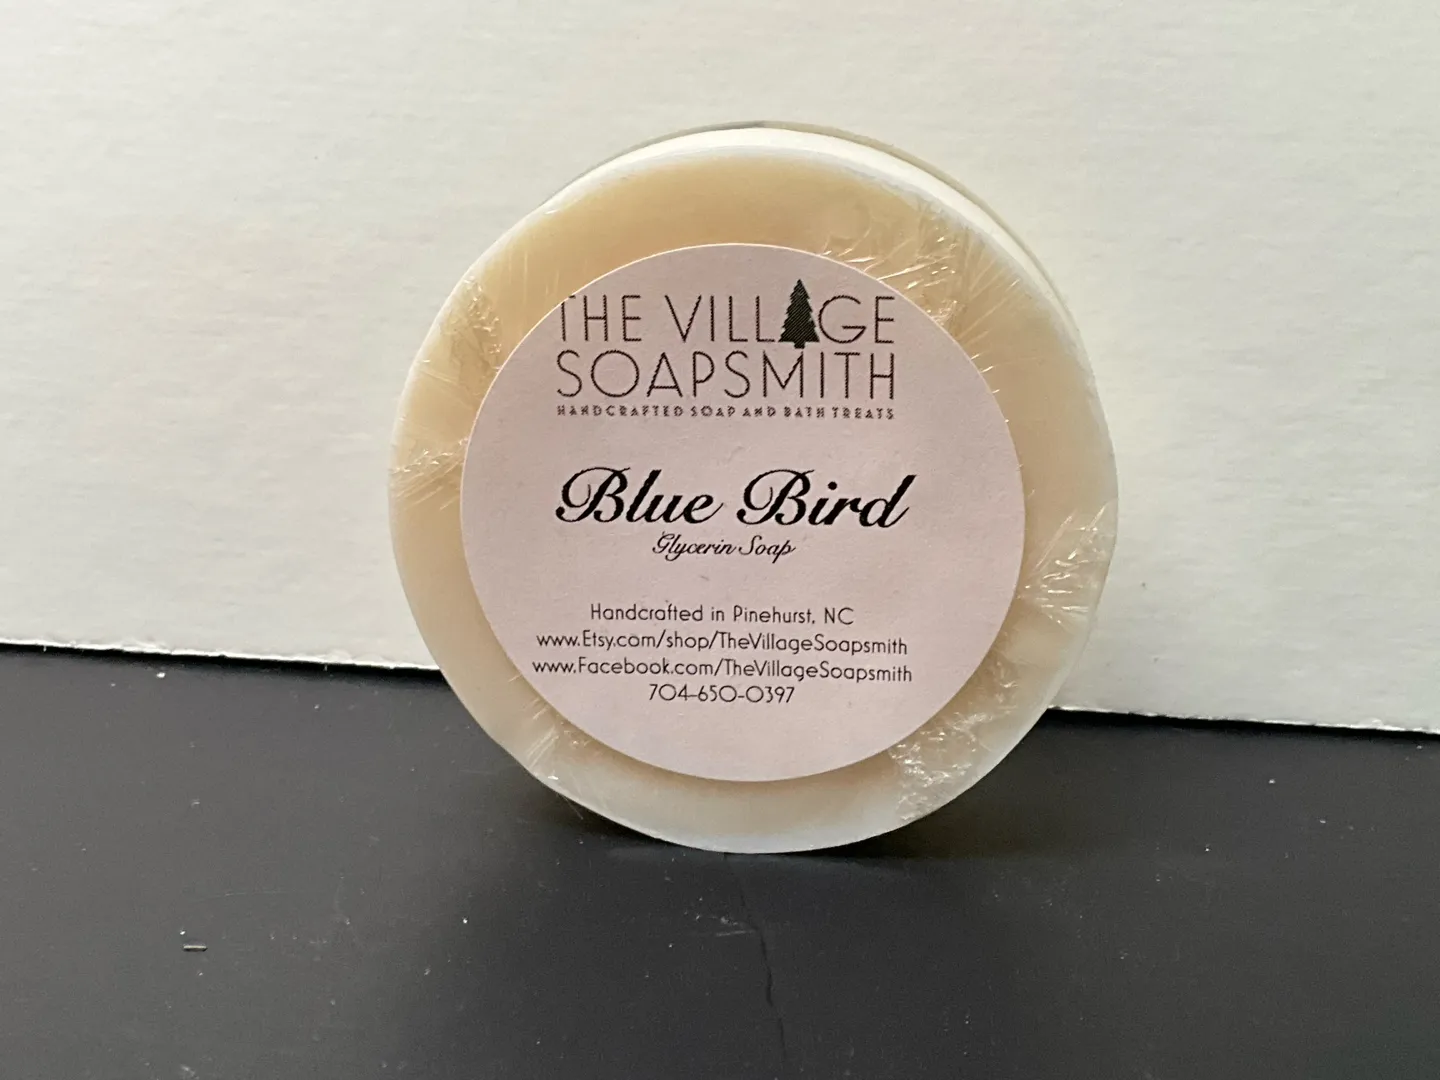 THE VILLAGE
SOAPSMITH
HANDCRAFTED SOAP AND BATH TREATS
Blue Bird
Glycerin Soap
Handcrafted in Pinehurst, NC
www.Etsy.com/shop/TheVillageSoapsmith
www.Facebook.com/TheVillageSoapsmith
704-650-0397